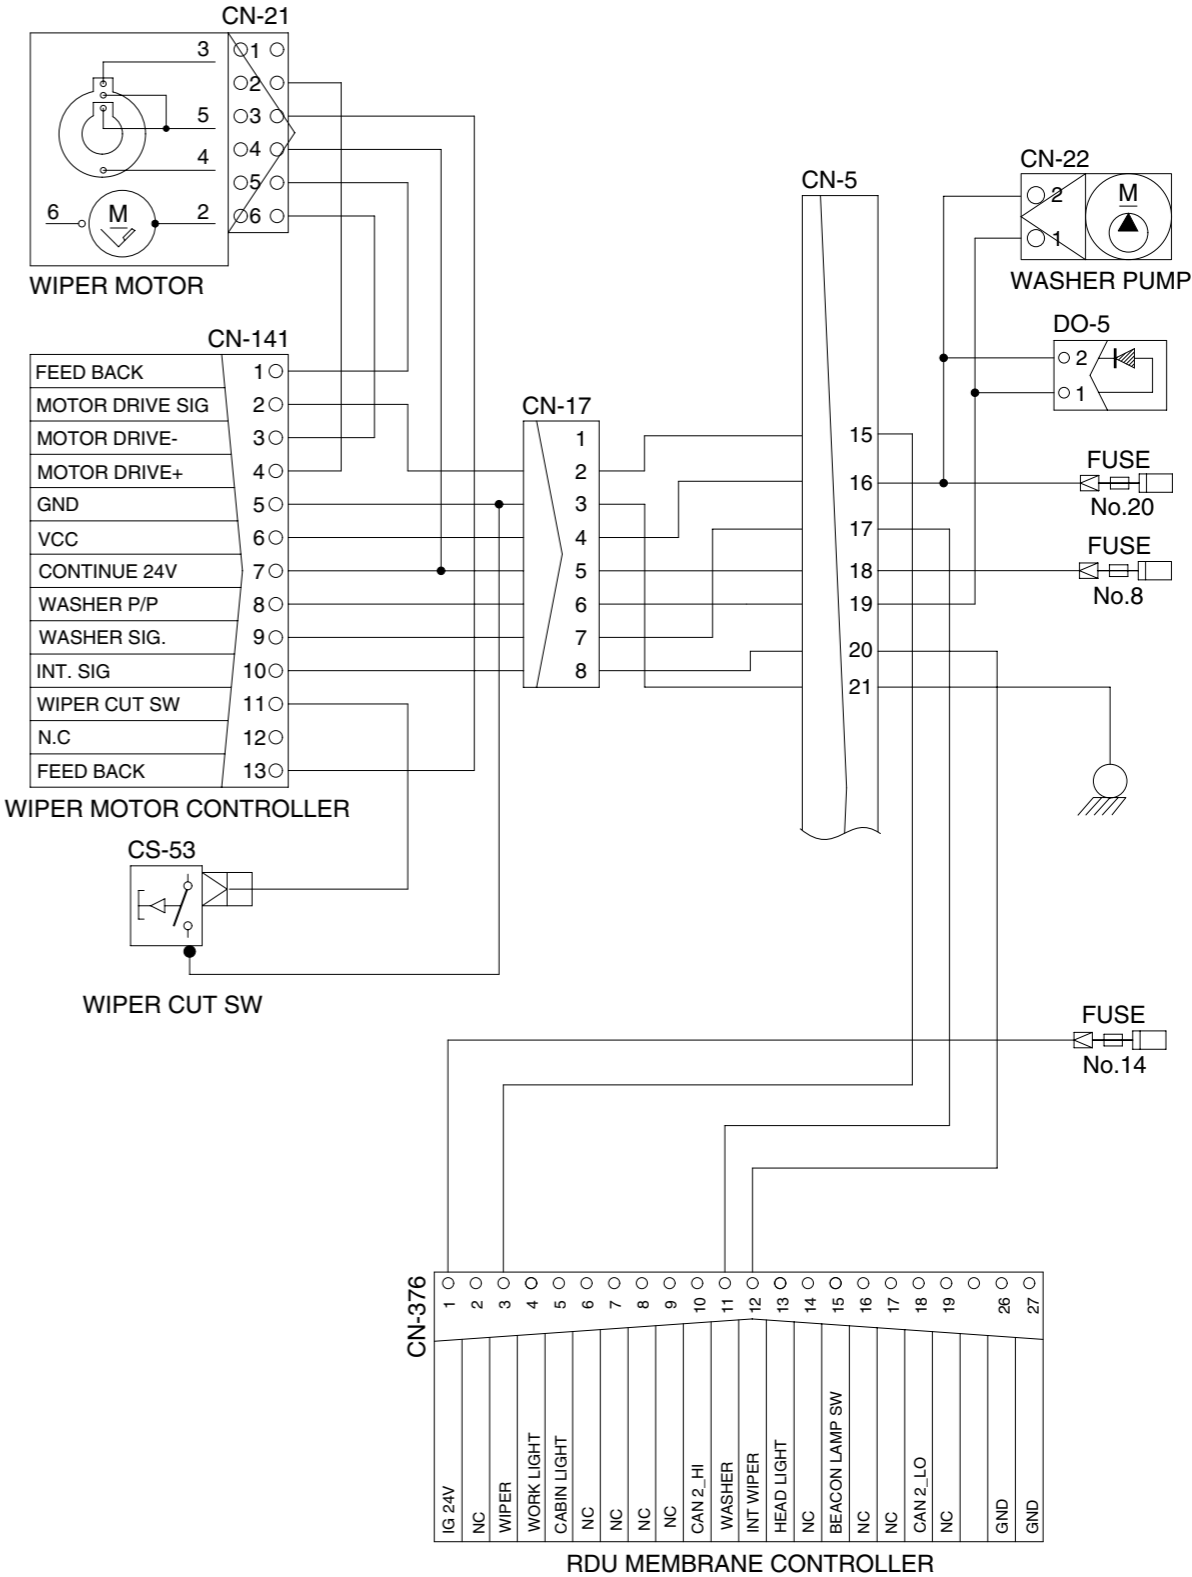 CN-21
3
5
4
6
M
2
1
2
3
4
5
6
WIPER MOTOR
CN-141
FEED BACK 1
MOTOR DRIVE SIG 2
MOTOR DRIVE- 3
MOTOR DRIVE+ 4
GND 5
VCC 6
CONTINUE 24V 7
WASHER P/P 8
WASHER SIG. 9
INT. SIG 10
WIPER CUT SW 11
N.C 12
FEED BACK 13
WIPER MOTOR CONTROLLER
CS-53
WIPER CUT SW
CN-17
1
2
3
4
5
6
7
8
CN-5
15
16
17
18
19
20
21
CN-22
2
1
M
WASHER PUMP
DO-5
2
1
FUSE
No.20
FUSE
No.8
FUSE
No.14
CN-376
1 IG 24V
2 NC
3 WIPER
4 WORK LIGHT
5 CABIN LIGHT
6 NC
7 NC
8 NC
9 NC
10 CAN 2_HI
11 WASHER
12 INT WIPER
13 HEAD LIGHT
14 NC
15 BEACON LAMP SW
16 NC
17 NC
18 CAN 2_LO
19 NC
26 GND
27 GND
RDU MEMBRANE CONTROLLER